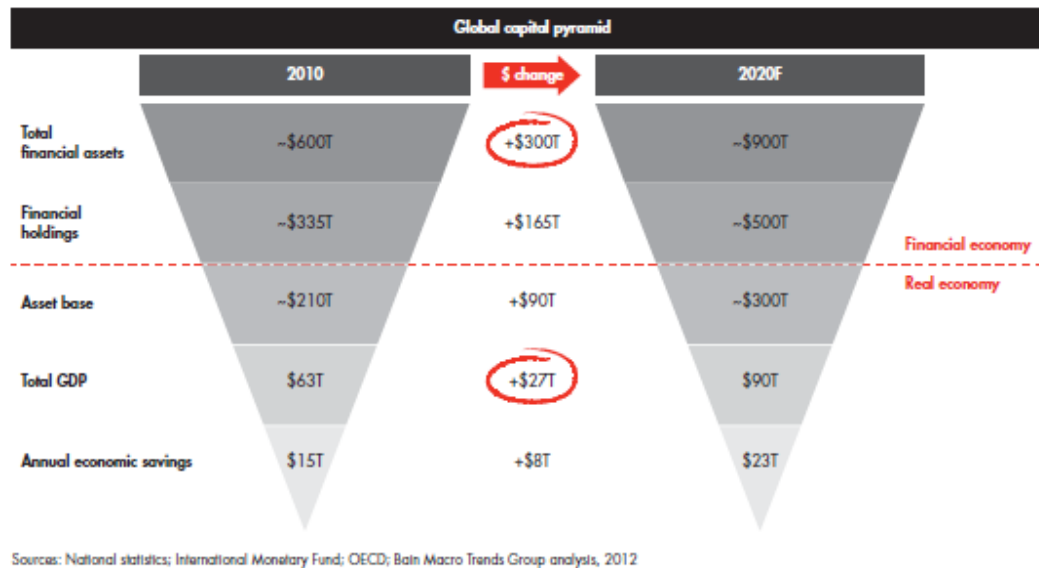 Global capital pyramid
2010 $ change 2020F
Total
financial assets ~$600T +$300T ~$900T
Financial
holdings ~$335T +$165T ~$500T
Financial economy
Real economy
Asset base ~$210T +$90T ~$300T
Total GDP $63T +$27T $90T
Annual economic savings $15T +$8T $23T
Sources: National statistics; International Monetary Fund; OECD; Bain Macro Trends Group analysis, 2012